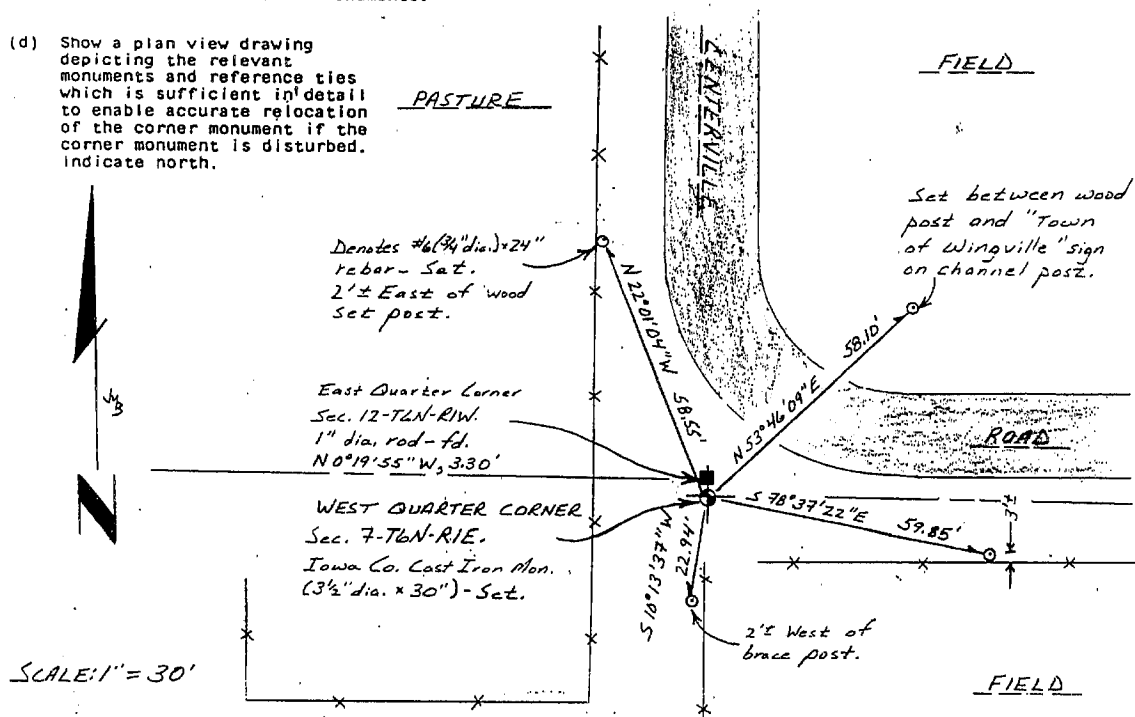 (d) Show a plan view drawing
depicting the relevant
monuments and reference ties
which is sufficient in detail
to enable accurate relocation
of the corner monument if the
corner monument is disturbed.
Indicate north.
PASTURE
CENTERVILLE
FIELD
Set between wood
post and "Town
of Wingville" sign
on channel post.
Denotes #6(3/4"dia.)×24"
rebar - Set.
2'± East of wood
set post.
N 22°01'04"W
58.55'
58.10'
N 53°46'09"E
East Quarter Corner
Sec. 12-T6N-R1W.
1" dia. rod - fd.
N 0°19'55"W, 3.30'
ROAD
WEST QUARTER CORNER
Sec. 7-T6N-R1E.
Iowa Co. Cast Iron Mon.
(3½"dia. × 30") - Set.
S 78°37'22"E
59.85'
3'±
S 10°13'37"W
22.94'
2'± West of
brace post.
N
SCALE: 1" = 30'
FIELD